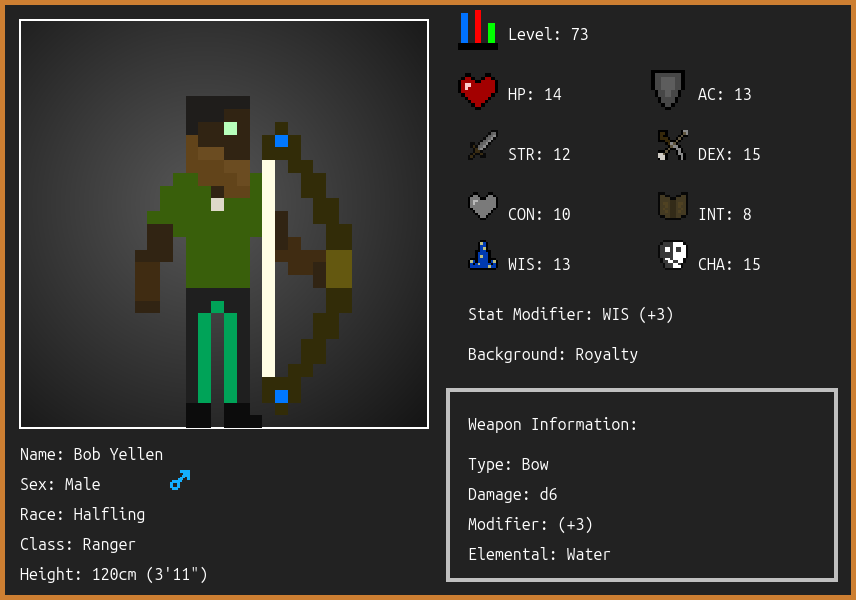 Level: 73
HP: 14
AC: 13
STR: 12
DEX: 15
CON: 10
INT: 8
WIS: 13
CHA: 15
Stat Modifier: WIS (+3)
Background: Royalty
Weapon Information:
Type: Bow
Damage: d6
Modifier: (+3)
Elemental: Water
Name: Bob Yellen
Sex: Male
Race: Halfling
Class: Ranger
Height: 120cm (3'11")